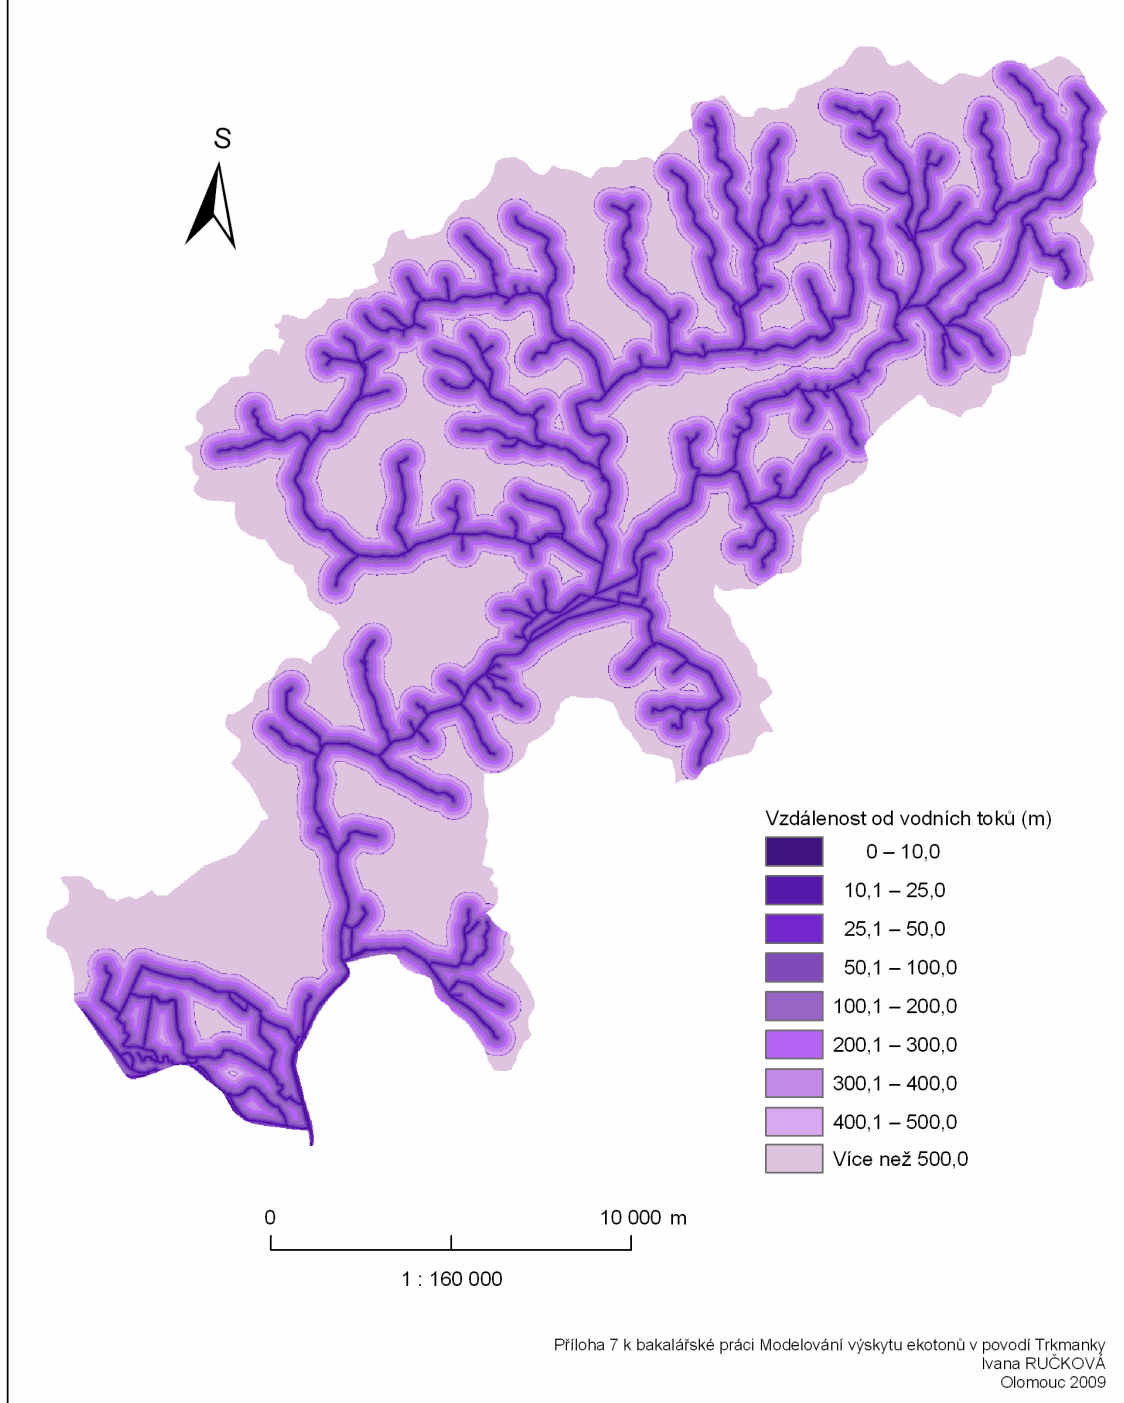 S
Vzdálenost od vodních toků (m)
0 – 10,0
10,1 – 25,0
25,1 – 50,0
50,1 – 100,0
100,1 – 200,0
200,1 – 300,0
300,1 – 400,0
400,1 – 500,0
Více než 500,0
0 10 000 m
1 : 160 000
Příloha 7 k bakalářské práci Modelování výskytu ekotonů v povodí Trkmanky
Ivana RUČKOVÁ
Olomouc 2009